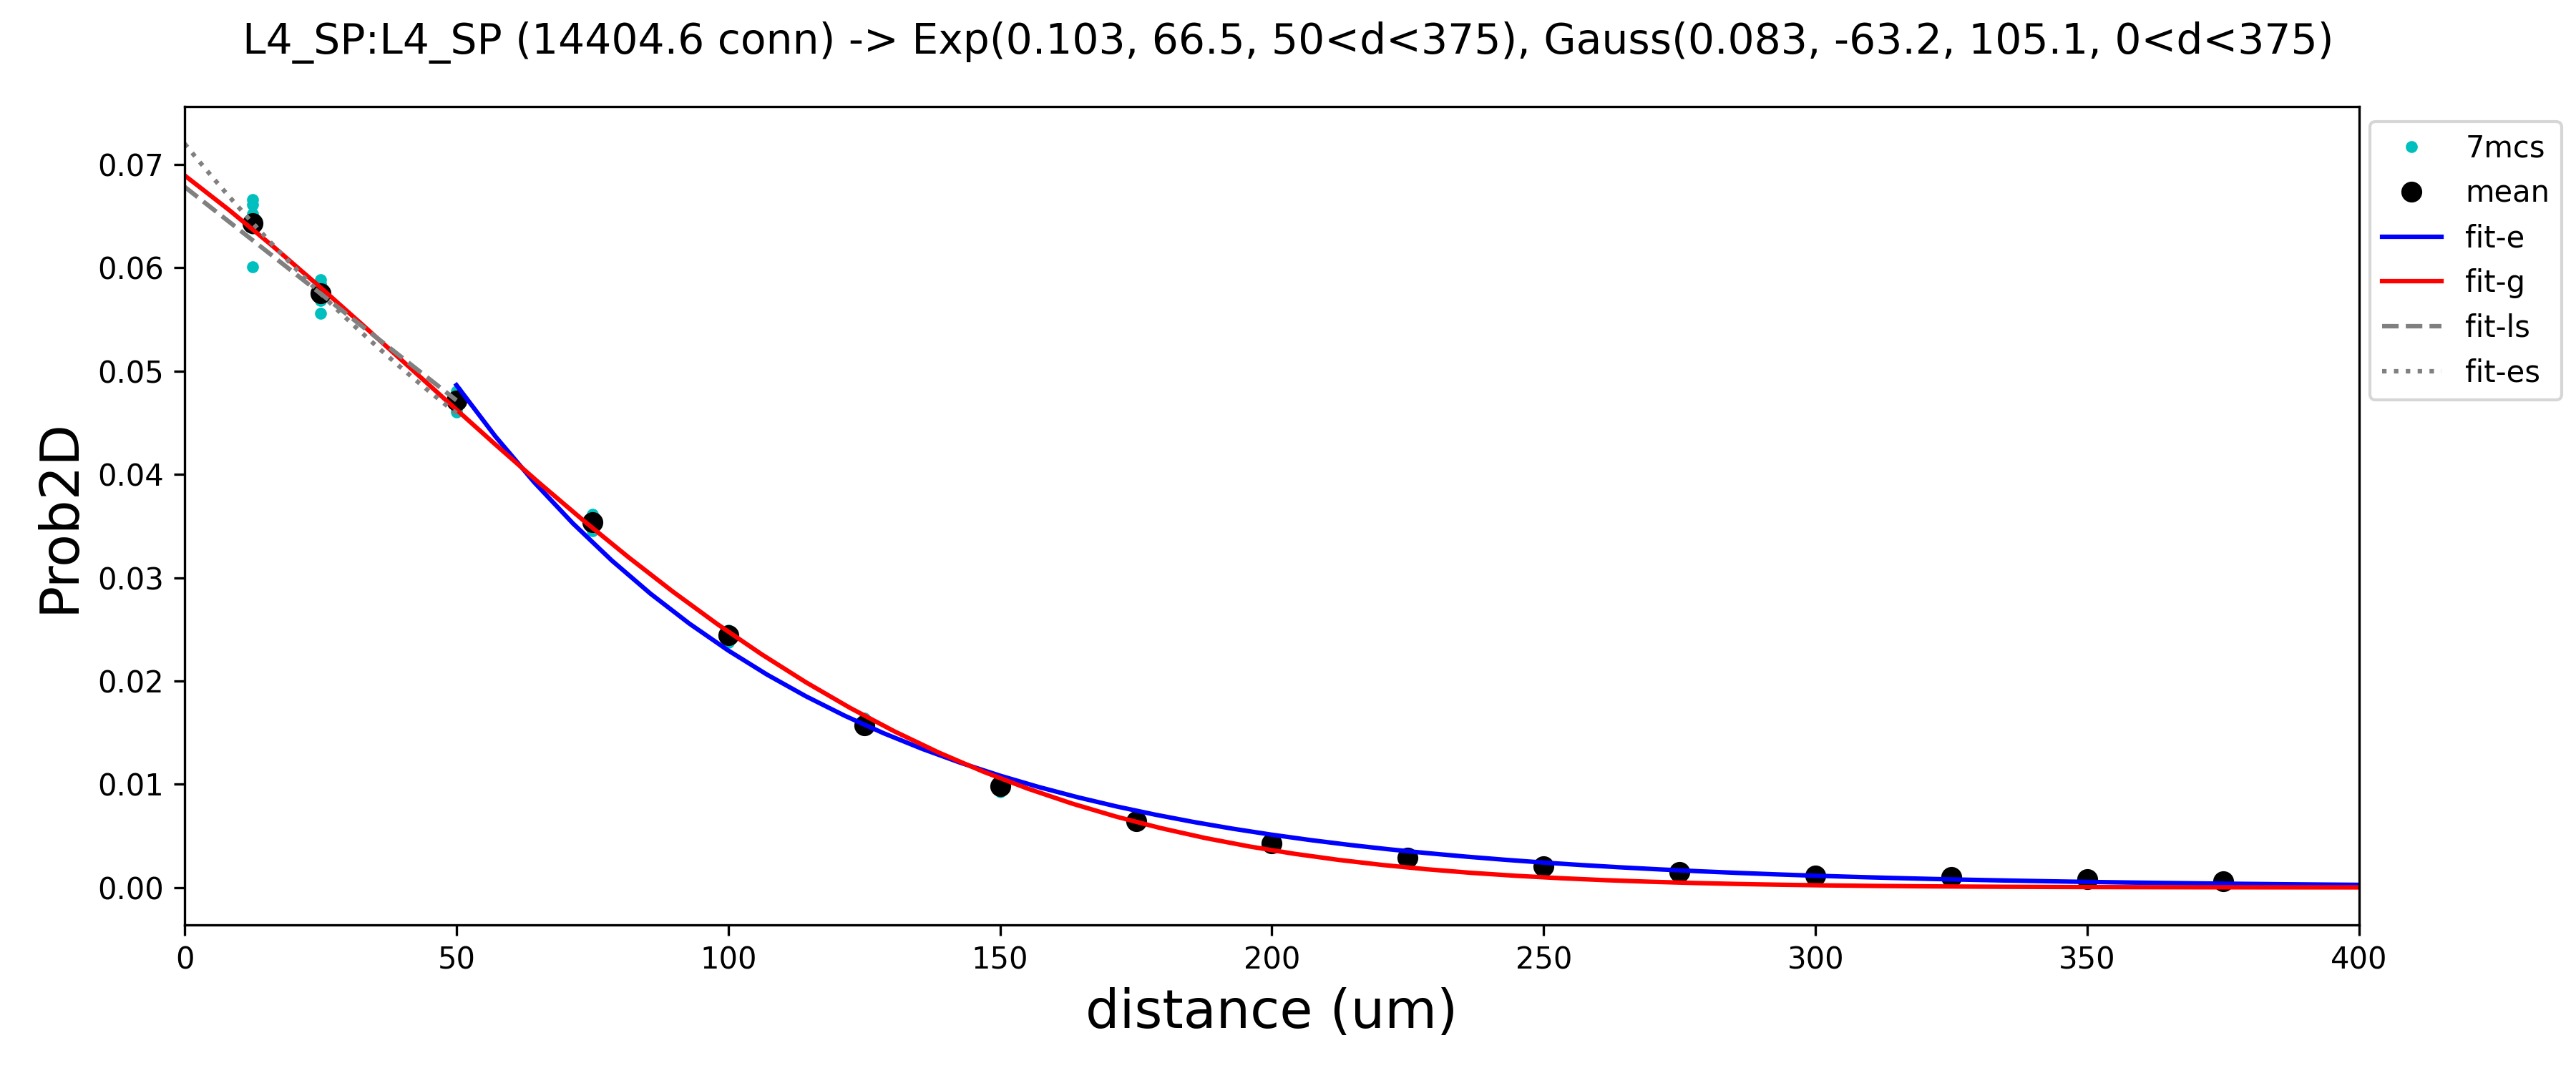 L4_SP:L4_SP (14404.6 conn) -> Exp(0.103, 66.5, 50<d<375), Gauss(0.083, -63.2, 105.1, 0<d<375)
7mcs
mean
fit-e
fit-g
fit-ls
fit-es
Prob2D
0.07
0.06
0.05
0.04
0.03
0.02
0.01
0.00
0 50 100 150 200 250 300 350 400
distance (um)